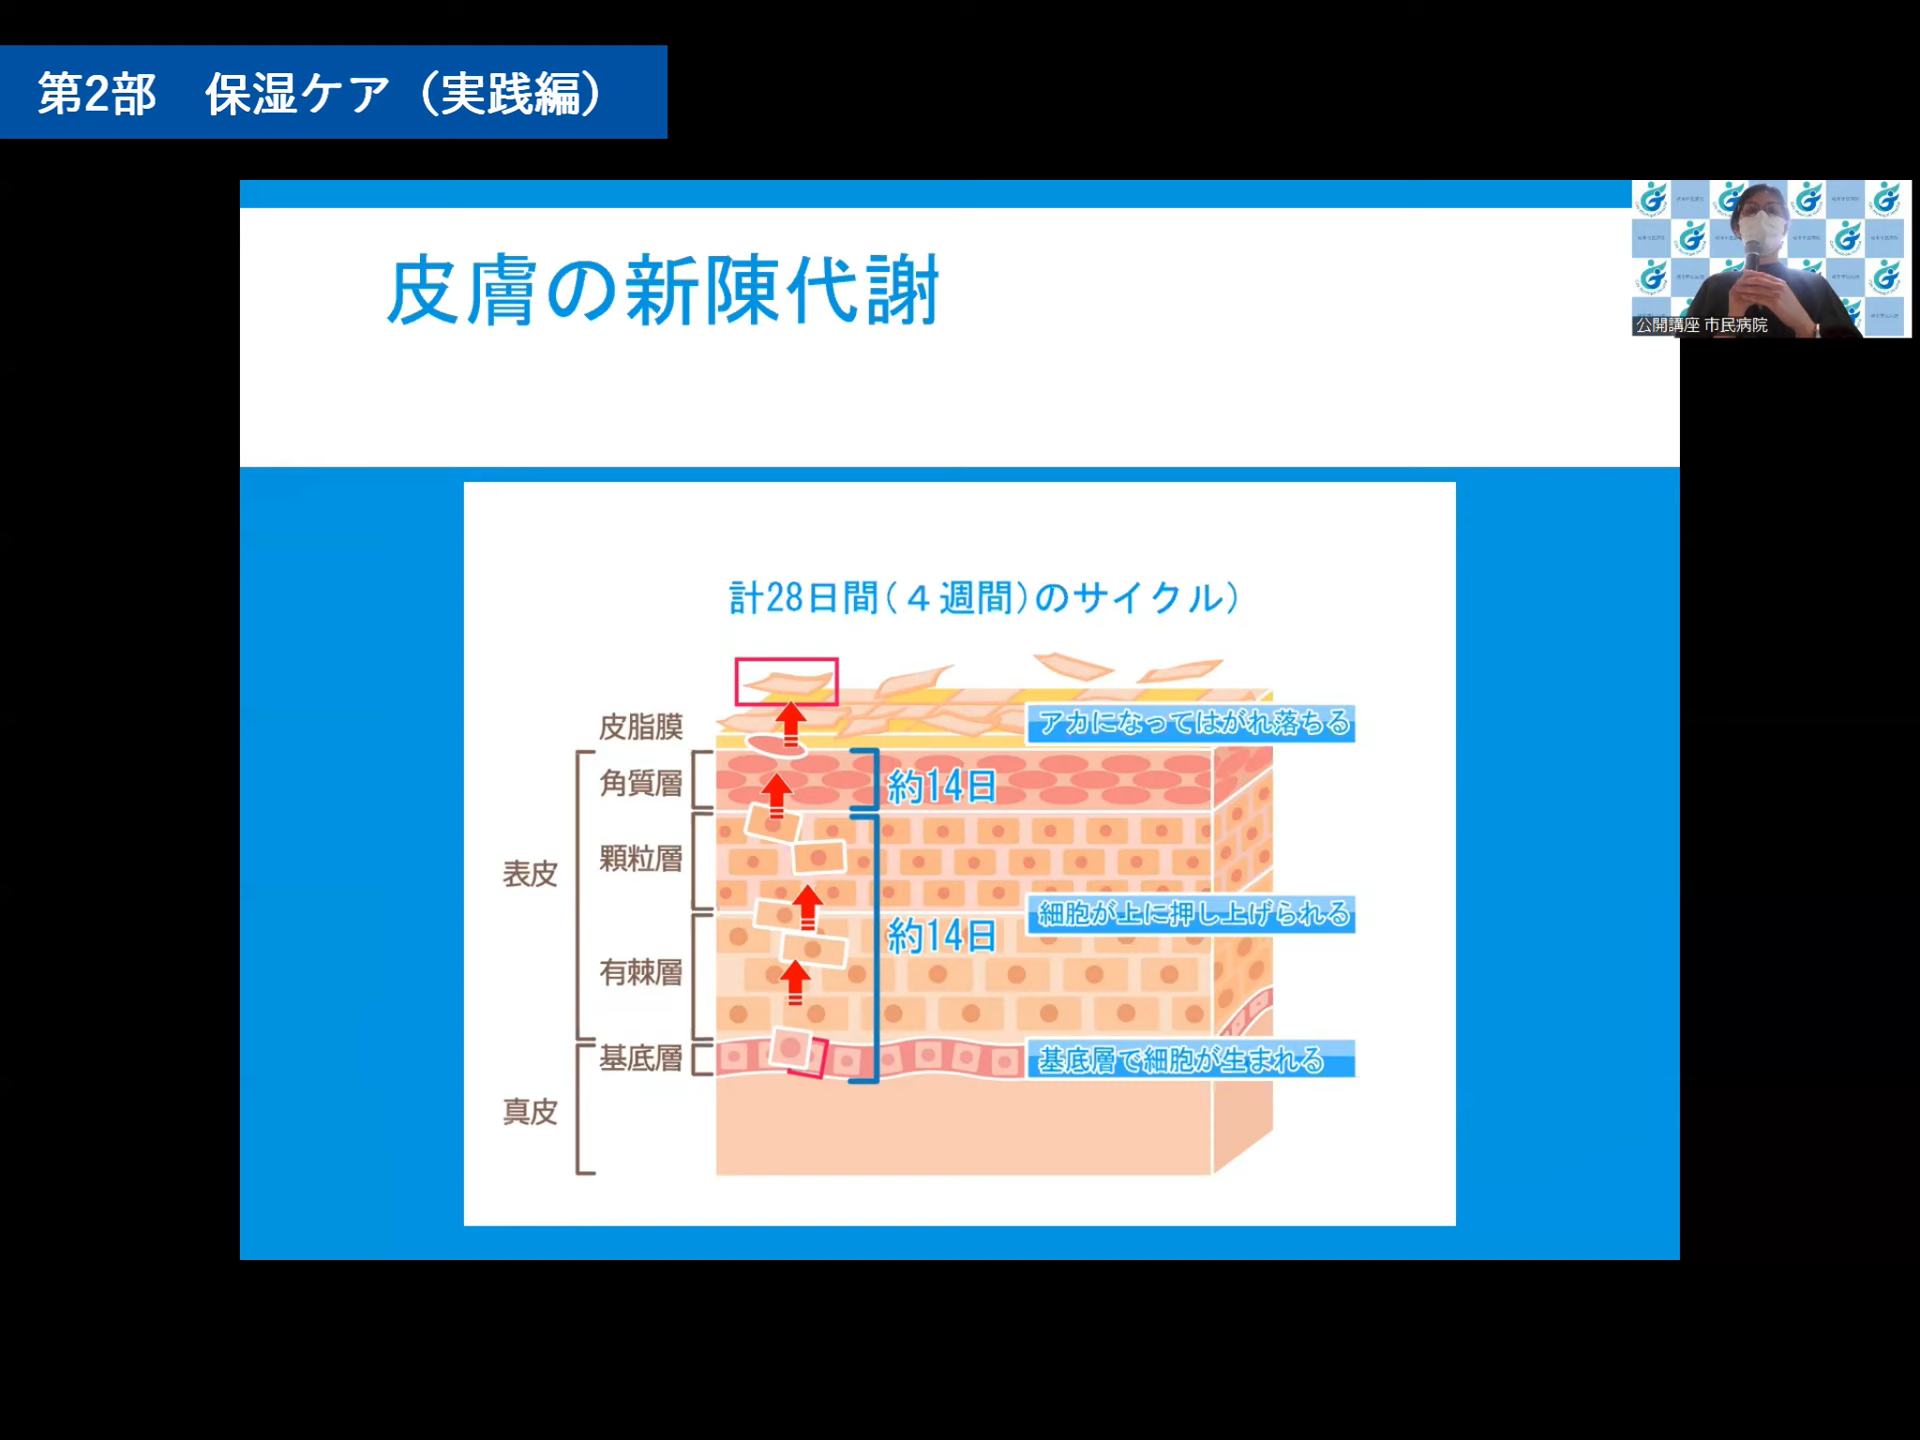 第2部　保湿ケア（実践編）
公開講座 市民病院
皮膚の新陳代謝
計28日間(４週間)のサイクル)
皮脂膜
アカになってはがれ落ちる
角質層
約14日
顆粒層
表皮
細胞が上に押し上げられる
約14日
有棘層
基底層
基底層で細胞が生まれる
真皮